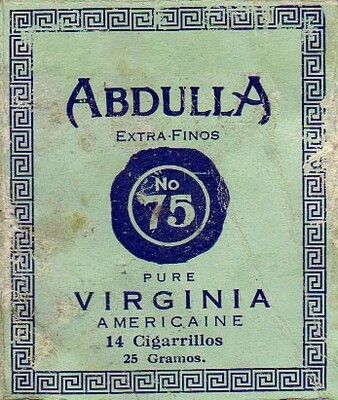 ABDULLA
EXTRA·FINOS
No
75
PURE
VIRGINIA
AMERICAINE
14 Cigarrillos
25 Gramos.